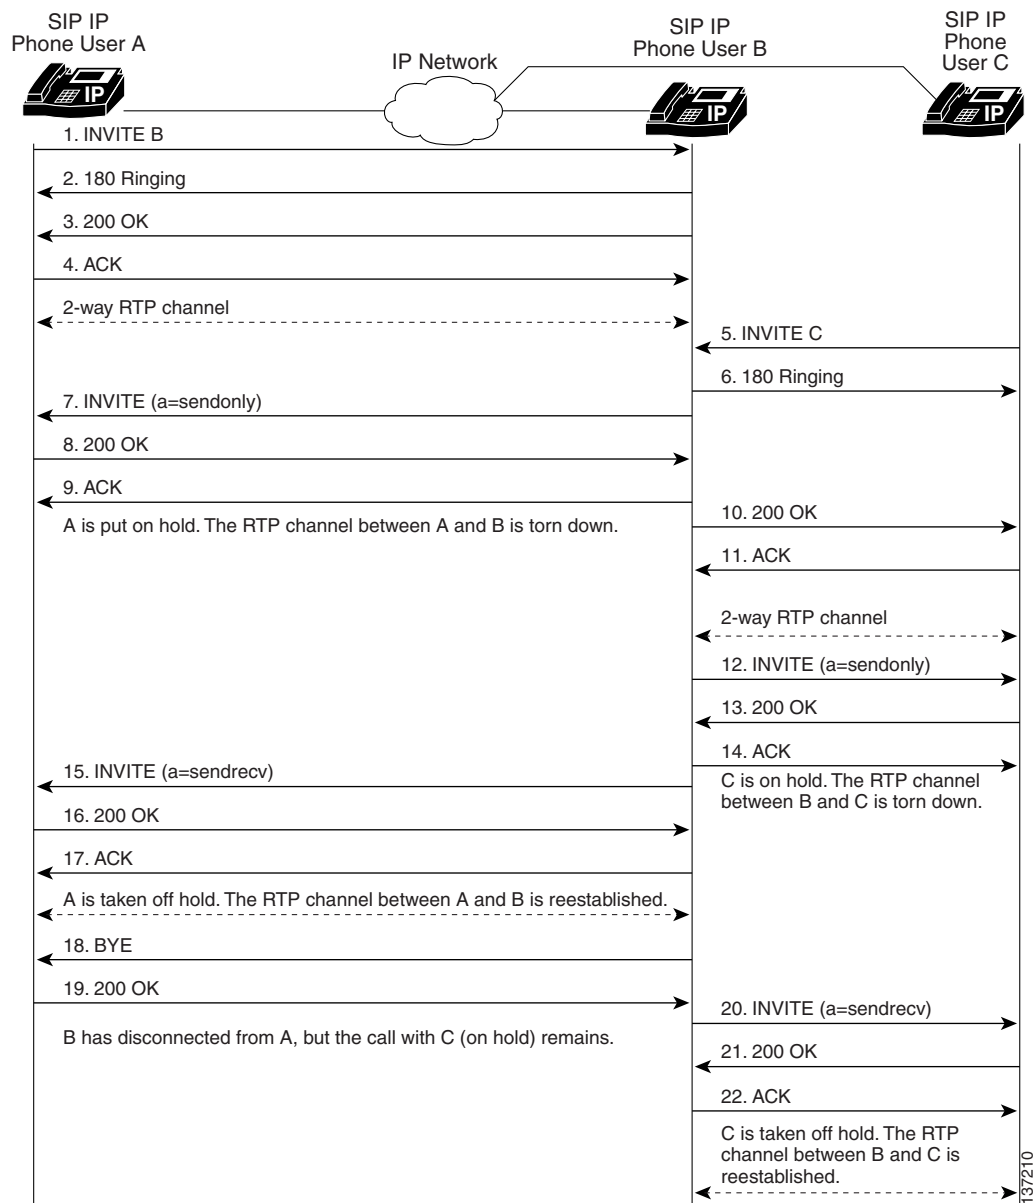 SIP IP
Phone User A
IP Network
SIP IP
Phone User B
SIP IP
Phone
User C
IP
IP
IP
1. INVITE B
2. 180 Ringing
3. 200 OK
4. ACK
2-way RTP channel
5. INVITE C
6. 180 Ringing
7. INVITE (a=sendonly)
8. 200 OK
9. ACK
A is put on hold. The RTP channel between A and B is torn down.
10. 200 OK
11. ACK
2-way RTP channel
12. INVITE (a=sendonly)
13. 200 OK
14. ACK
C is on hold. The RTP channel
between B and C is torn down.
15. INVITE (a=sendrecv)
16. 200 OK
17. ACK
A is taken off hold. The RTP channel between A and B is reestablished.
18. BYE
19. 200 OK
B has disconnected from A, but the call with C (on hold) remains.
20. INVITE (a=sendrecv)
21. 200 OK
22. ACK
C is taken off hold. The RTP
channel between B and C is
reestablished.
137210